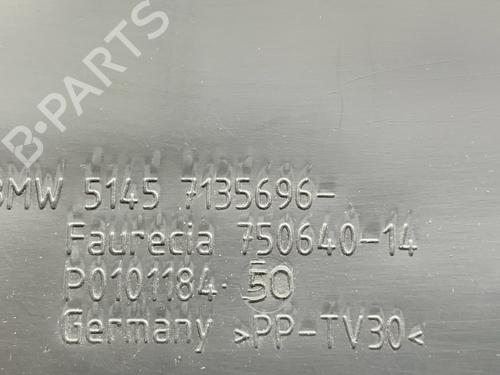 B-PARTS
BMW 5145 7135696-
Faurecia 750640-14
P0101184. 50
Germany >PP-TV30<